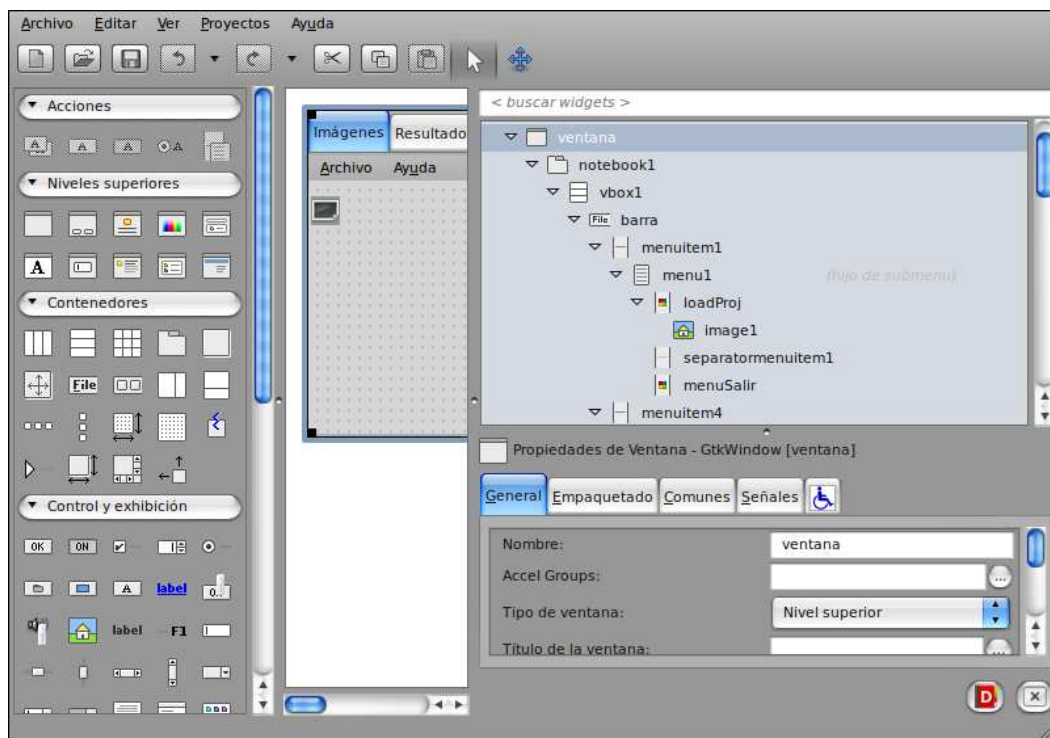 Archivo Editar Ver Proyectos Ayuda
Acciones
Niveles superiores
Contenedores
File
Control y exhibición
OK ON
A label 0..
label F1
Imágenes Resultado
Archivo Ayuda
< buscar widgets >
ventana
notebook1
vbox1
File barra
menuitem1
menu1 (hijo de submenu)
loadProj
image1
separatormenuitem1
menuSalir
menuitem4
Propiedades de Ventana - GtkWindow [ventana]
General Empaquetado Comunes Señales
Nombre: ventana
Accel Groups: ...
Tipo de ventana: Nivel superior
Título de la ventana: ...
D